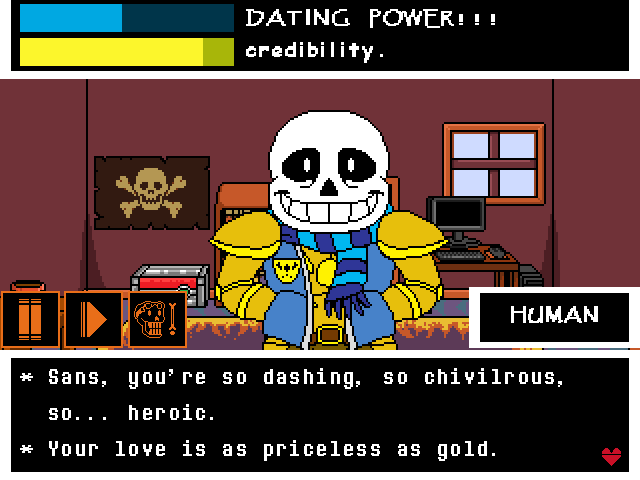 DATING POWER!!!
credibility.
HUMAN
* Sans, you're so dashing, so chivilrous,
so... heroic.
* Your love is as priceless as gold.